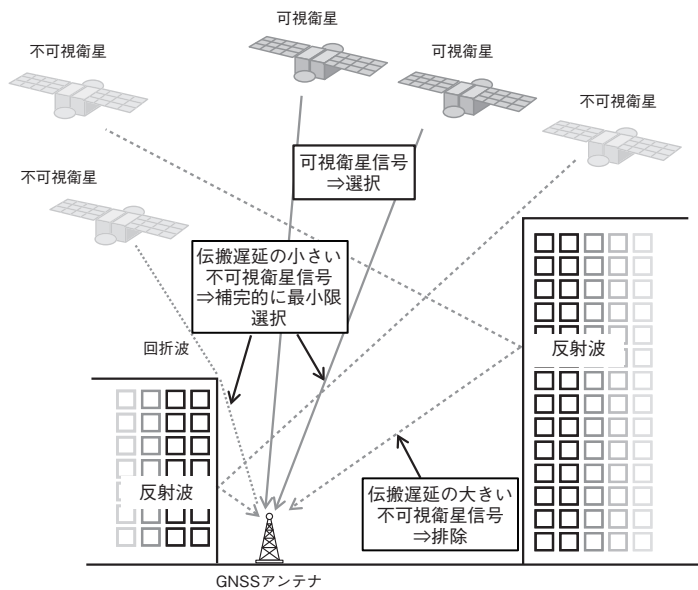 可視衛星
不可視衛星
可視衛星
不可視衛星
可視衛星信号
⇒選択
不可視衛星
伝搬遅延の小さい
不可視衛星信号
⇒補完的に最小限
選択
回折波
反射波
反射波
伝搬遅延の大きい
不可視衛星信号
⇒排除
GNSSアンテナ